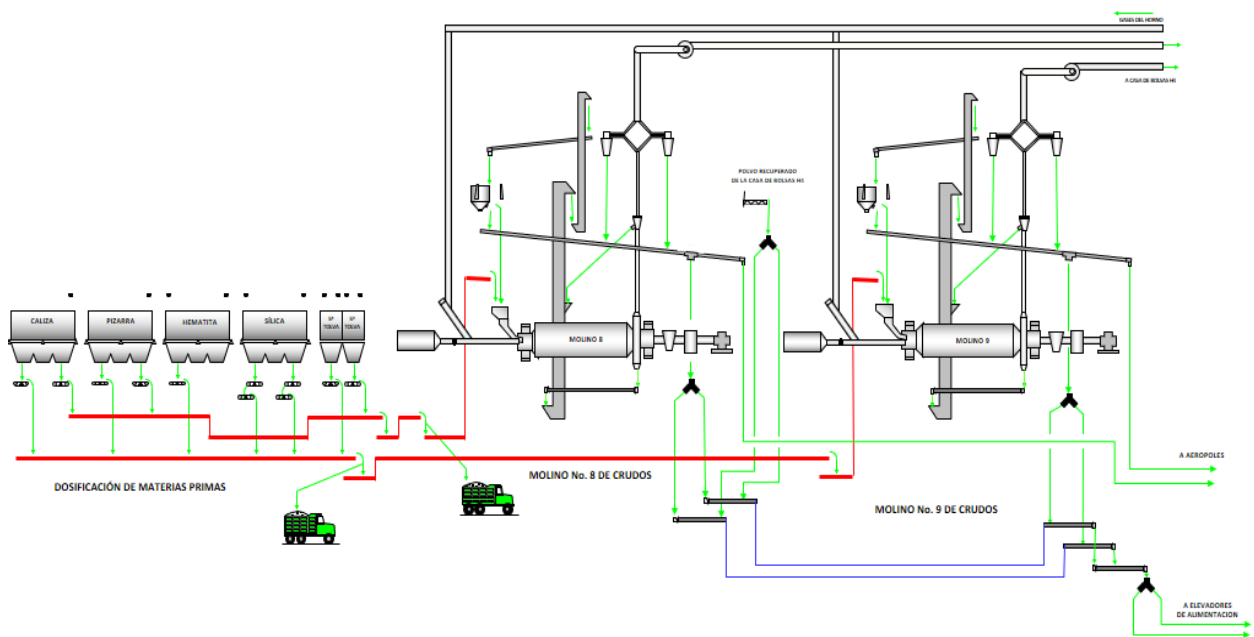 GASES DEL HORNO
A CASA DE BOLSAS H4
POLVO RECUPERADO
DE LA CASA DE BOLSAS H4
CALIZA
PIZARRA
HEMATITA
SÍLICA
TOLVA
TOLVA
MOLINO 8
MOLINO 9
A AEROPOLES
DOSIFICACIÓN DE MATERIAS PRIMAS
MOLINO No. 8 DE CRUDOS
MOLINO No. 9 DE CRUDOS
A ELEVADORES
DE ALIMENTACION